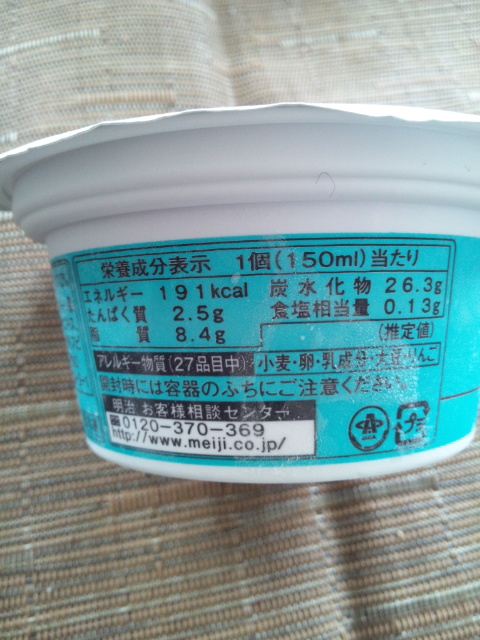 栄養成分表示 1個(150ml)当たり
エネルギー 191kcal 炭水化物 26.3g
たんぱく質 2.5g 食塩相当量 0.13g
脂質 8.4g (推定値)
アレルギー物質(27品目中) 小麦・卵・乳成分・大豆・りんご
開封時には容器のふちにご注意ください。
明治 お客様相談センター
0120-370-369
http://www.meiji.co.jp/
プラ